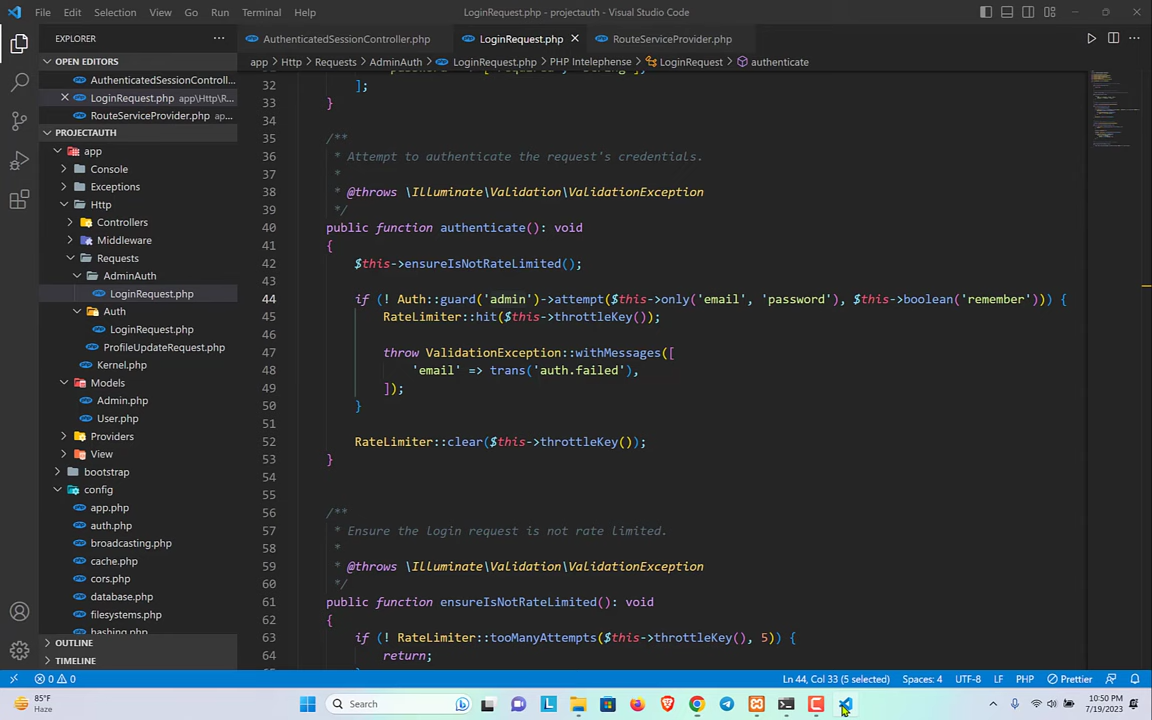 File Edit Selection View Go Run Terminal Help
LoginRequest.php - projectauth - Visual Studio Code
EXPLORER
OPEN EDITORS
AuthenticatedSessionControll...
LoginRequest.php app\Http\R...
RouteServiceProvider.php ap...
PROJECTAUTH
app
Console
Exceptions
Http
Controllers
Middleware
Requests
AdminAuth
LoginRequest.php
Auth
LoginRequest.php
ProfileUpdateRequest.php
Kernel.php
Models
Admin.php
User.php
Providers
View
bootstrap
config
app.php
auth.php
broadcasting.php
cache.php
cors.php
database.php
filesystems.php
hashing.php
OUTLINE
TIMELINE
AuthenticatedSessionController.php LoginRequest.php RouteServiceProvider.php
app > Http > Requests > AdminAuth > LoginRequest.php > PHP Intelephense > LoginRequest > authenticate
32 ];
33 }
34
35 /**
36 * Attempt to authenticate the request's credentials.
37 *
38 * @throws \Illuminate\Validation\ValidationException
39 */
40 public function authenticate(): void
41 {
42 $this->ensureIsNotRateLimited();
43
44 if (! Auth::guard('admin')->attempt($this->only('email', 'password'), $this->boolean('remember'))) {
45 RateLimiter::hit($this->throttleKey());
46
47 throw ValidationException::withMessages([
48 'email' => trans('auth.failed'),
49 ]);
50 }
51
52 RateLimiter::clear($this->throttleKey());
53 }
54
55
56 /**
57 * Ensure the login request is not rate limited.
58 *
59 * @throws \Illuminate\Validation\ValidationException
60 */
61 public function ensureIsNotRateLimited(): void
62 {
63 if (! RateLimiter::tooManyAttempts($this->throttleKey(), 5)) {
64 return;
0 0 Ln 44, Col 33 (5 selected) Spaces: 4 UTF-8 LF PHP Prettier
85°F
Haze
Search
10:50 PM
7/19/2023